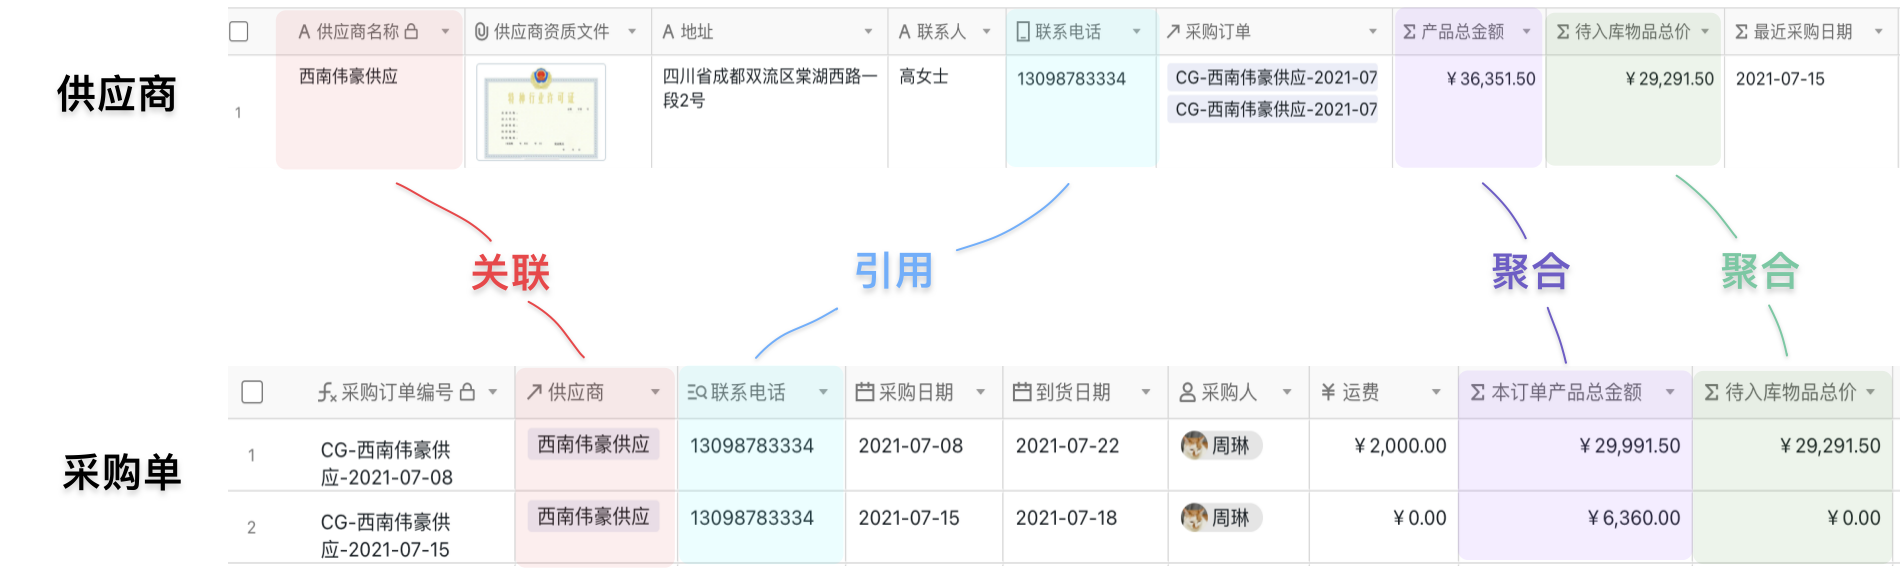 供应商名称
供应商资质文件
地址
联系人
联系电话
采购订单
产品总金额
待入库物品总价
最近采购日期
供应商
1
西南伟豪供应
特种行业许可证
四川省成都双流区棠湖西路一
段2号
高女士
13098783334
CG-西南伟豪供应-2021-07
CG-西南伟豪供应-2021-07
¥36,351.50
¥29,291.50
2021-07-15
关联
引用
聚合
聚合
采购订单编号
供应商
联系电话
采购日期
到货日期
采购人
¥ 运费
本订单产品总金额
待入库物品总价
采购单
1
CG-西南伟豪供
应-2021-07-08
西南伟豪供应
13098783334
2021-07-08
2021-07-22
周琳
¥2,000.00
¥29,991.50
¥29,291.50
2
CG-西南伟豪供
应-2021-07-15
西南伟豪供应
13098783334
2021-07-15
2021-07-18
周琳
¥0.00
¥6,360.00
¥0.00